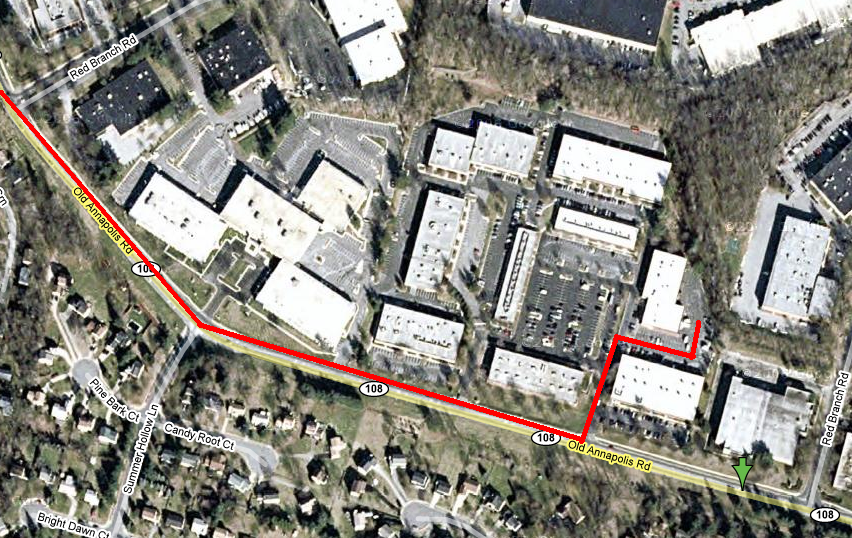 Red Branch Rd
Old Annapolis Rd
108
108
108
Old Annapolis Rd
108
Red Branch Rd
Pine Bark Ct
Candy Root Ct
Summer Hollow Ln
Bright Dawn Ct